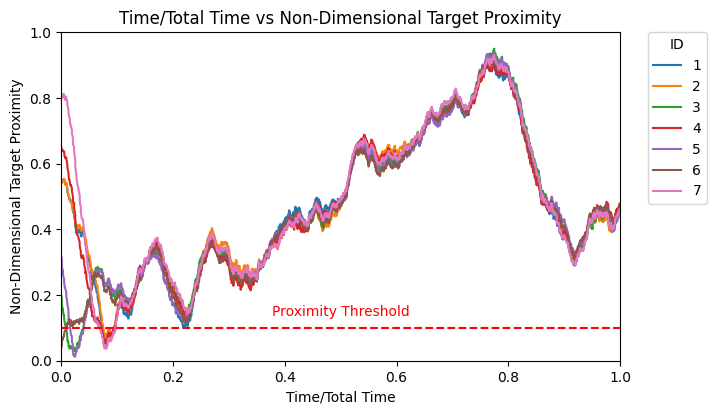 Time/Total Time vs Non-Dimensional Target Proximity
Non-Dimensional Target Proximity
1.0
0.8
0.6
0.4
0.2
0.0
Proximity Threshold
0.0 0.2 0.4 0.6 0.8 1.0
Time/Total Time
ID
1
2
3
4
5
6
7